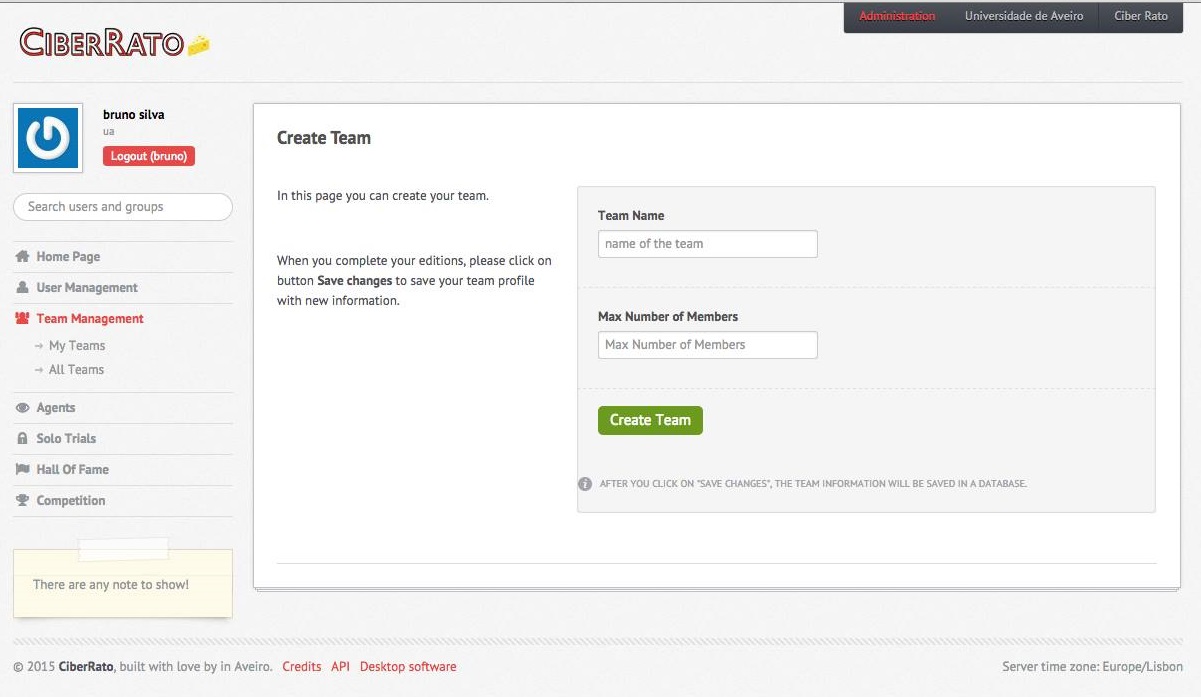 Administration Universidade de Aveiro Ciber Rato
CIBERRATO
bruno silva
ua
Logout (bruno)
Search users and groups
Home Page
User Management
Team Management
→ My Teams
→ All Teams
Agents
Solo Trials
Hall Of Fame
Competition
There are any note to show!
Create Team
In this page you can create your team.
When you complete your editions, please click on
button Save changes to save your team profile
with new information.
Team Name
name of the team
Max Number of Members
Max Number of Members
Create Team
AFTER YOU CLICK ON "SAVE CHANGES", THE TEAM INFORMATION WILL BE SAVED IN A DATABASE.
© 2015 CiberRato, built with love by in Aveiro. Credits API Desktop software
Server time zone: Europe/Lisbon